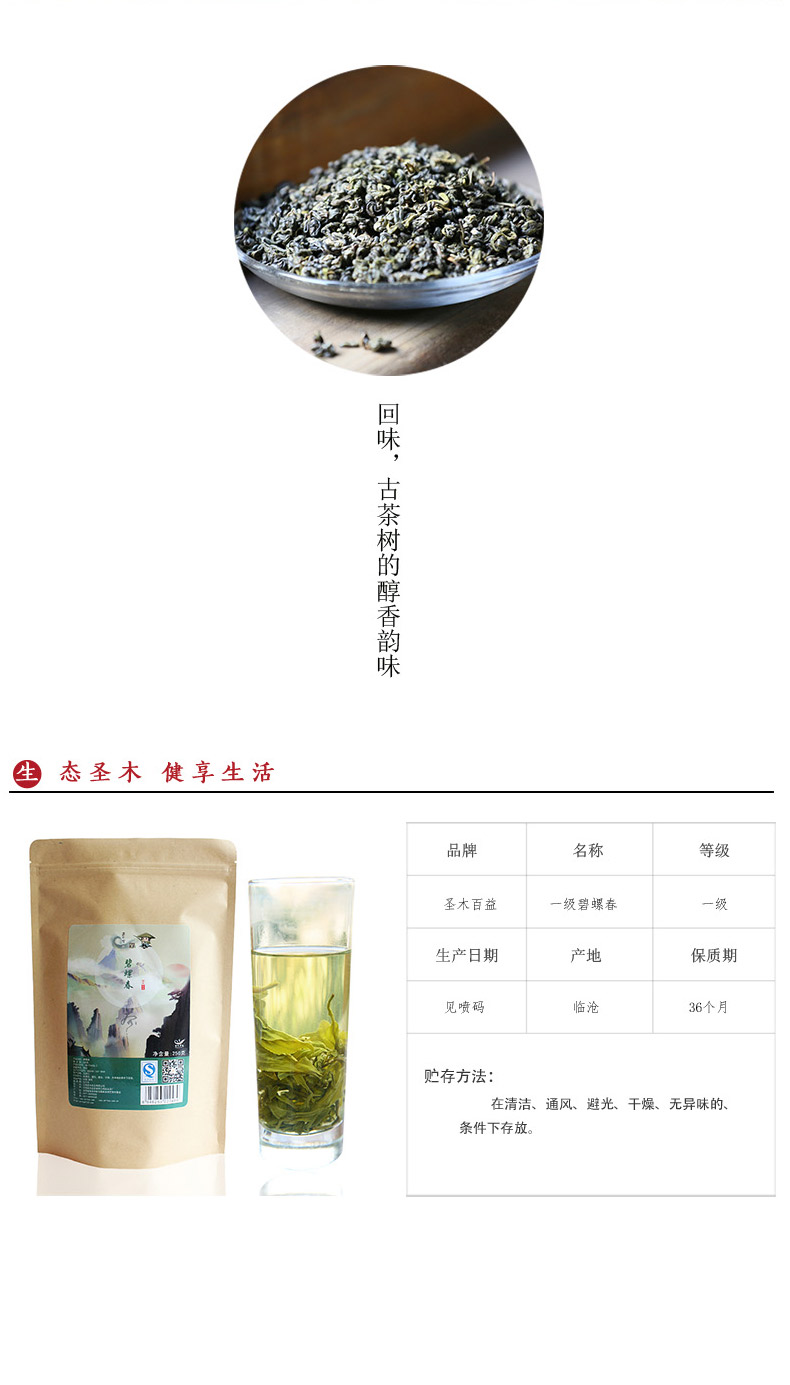 回味，古茶树的醇香韵味
生态圣木 健享生活
碧螺春
净含量：250克
品牌 名称 等级
圣木百益 一级碧螺春 一级
生产日期 产地 保质期
见喷码 临沧 36个月
贮存方法：
在清洁、通风、避光、干燥、无异味的、
条件下存放。